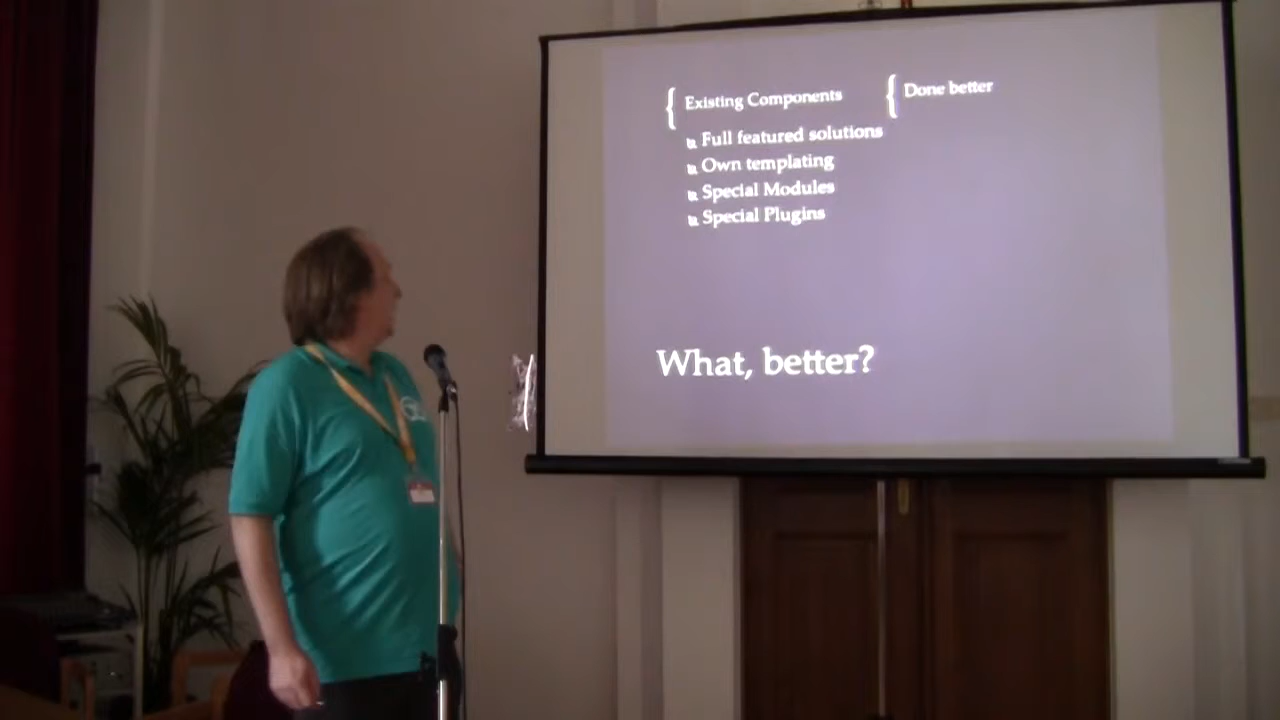 Existing Components
Done better
Full featured solutions
Own templating
Special Modules
Special Plugins
What, better?